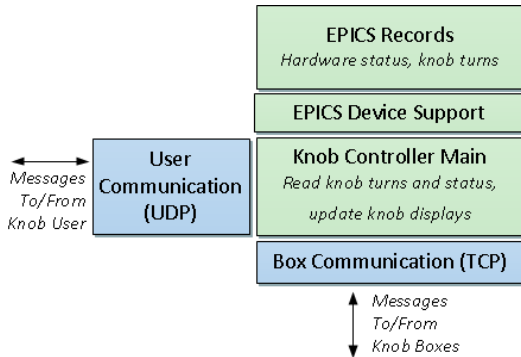 EPICS Records
Hardware status, knob turns
EPICS Device Support
User
Communication
(UDP)
Knob Controller Main
Read knob turns and status,
update knob displays
Messages
To/From
Knob User
Box Communication (TCP)
Messages
To/From
Knob Boxes